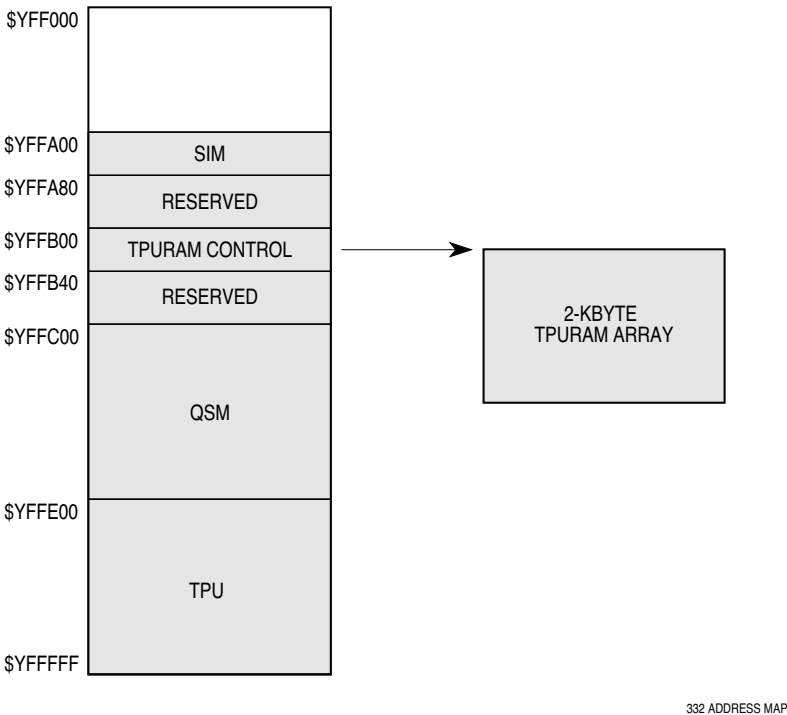 $YFF000
$YFFA00
SIM
$YFFA80
RESERVED
$YFFB00
TPURAM CONTROL
$YFFB40
RESERVED
$YFFC00
QSM
$YFFE00
TPU
$YFFFFF
2-KBYTE
TPURAM ARRAY
332 ADDRESS MAP